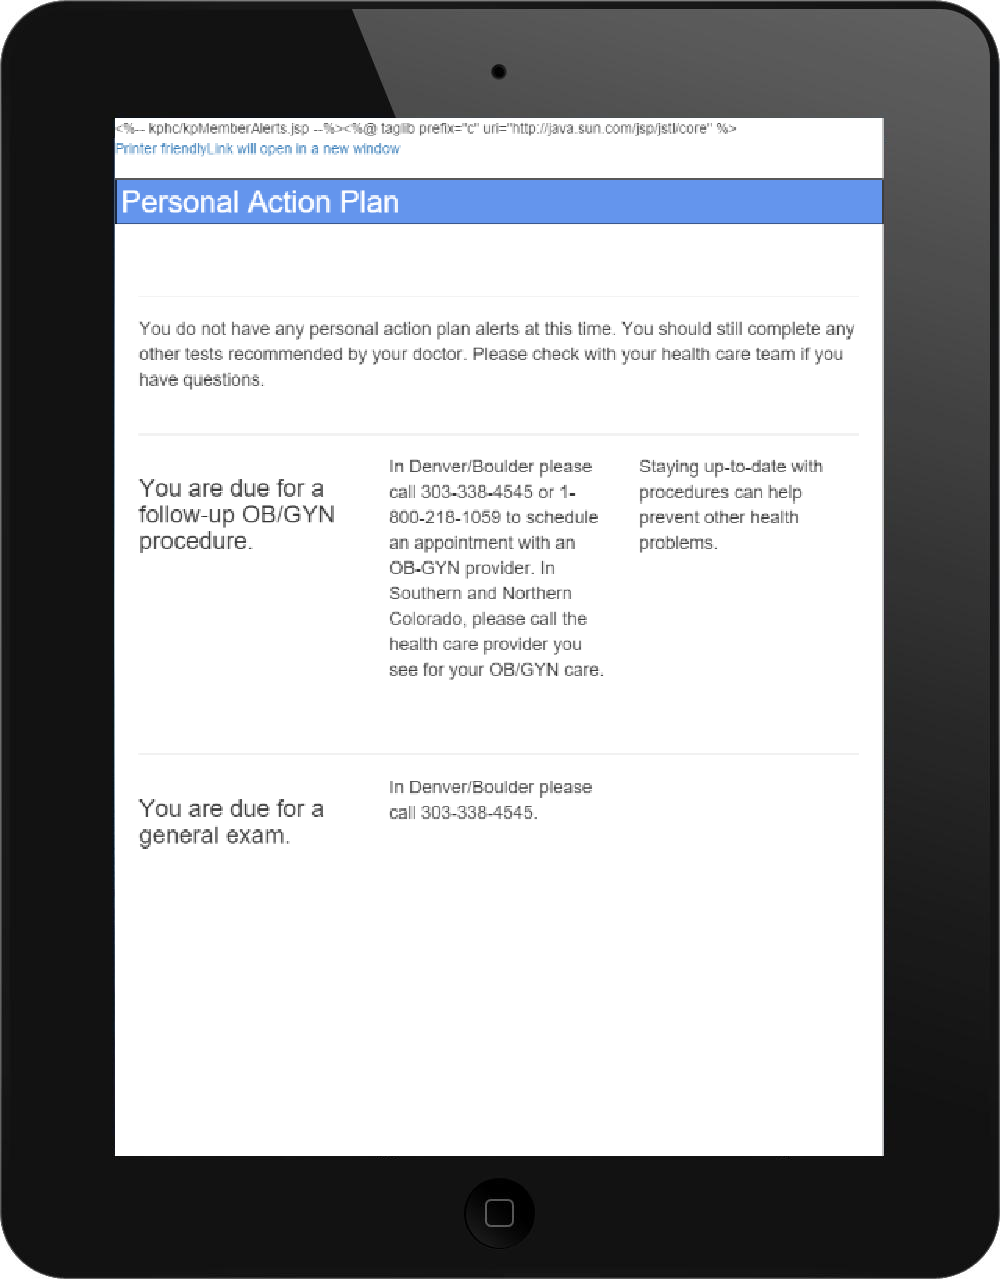 <%-- kphc/kpMemberAlerts.jsp --%><%@ taglib prefix="c" uri="http://java.sun.com/jsp/jstl/core" %>
Printer friendlyLink will open in a new window
Personal Action Plan
You do not have any personal action plan alerts at this time. You should still complete any
other tests recommended by your doctor. Please check with your health care team if you
have questions.
You are due for a
follow-up OB/GYN
procedure.
In Denver/Boulder please
call 303-338-4545 or 1-
800-218-1059 to schedule
an appointment with an
OB-GYN provider. In
Southern and Northern
Colorado, please call the
health care provider you
see for your OB/GYN care.
Staying up-to-date with
procedures can help
prevent other health
problems.
You are due for a
general exam.
In Denver/Boulder please
call 303-338-4545.